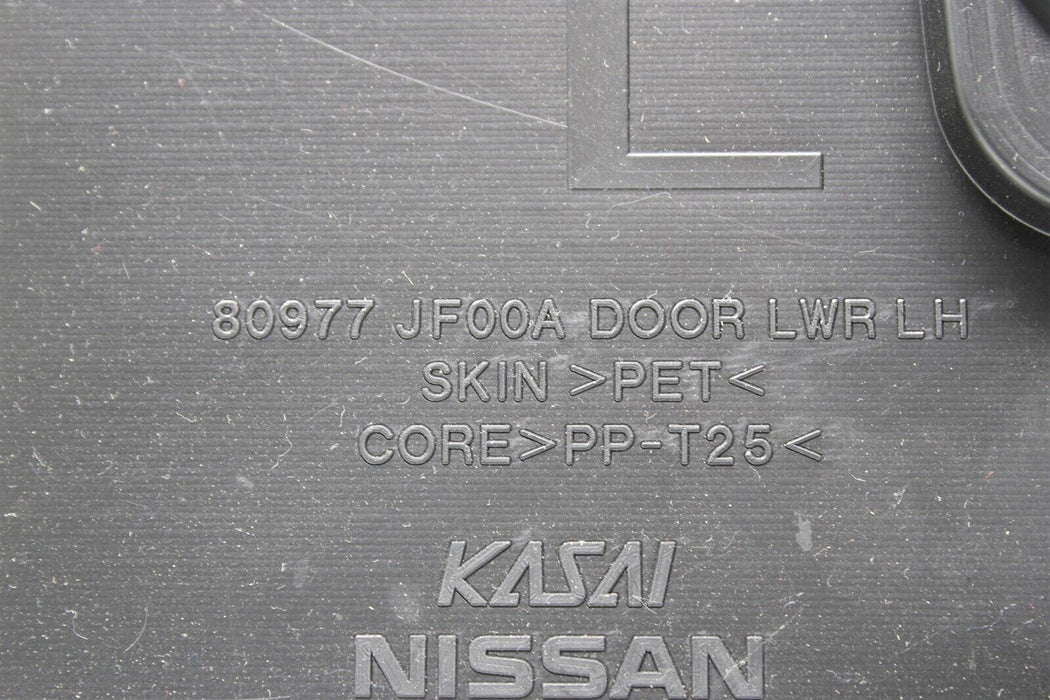 L
80977 JF00A DOOR LWR LH
SKIN >PET<
CORE>PP-T25<
KASAI
NISSAN